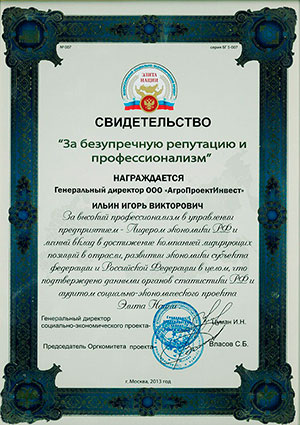 № 007 серия БГ 3-007
ЭЛИТА
НАЦИИ
СВИДЕТЕЛЬСТВО
"За безупречную репутацию и
профессионализм"
НАГРАЖДАЕТСЯ
Генеральный директор ООО «АгроПроектИнвест»
ИЛЬИН ИГОРЬ ВИКТОРОВИЧ
За высокий профессионализм в управлении
предприятием - Лидером экономики РФ и
личный вклад в достижение компанией лидирующих
позиций в отрасли, развитии экономики субъекта
федерации и Российской Федерации в целом, что
подтверждено данными органов статистики РФ и
аудитом социально-экономического проекта
Элита Нации
Генеральный директор
социально-экономического проекта Цуман И.Н.
Председатель Оргкомитета проекта Власов С.Б.
г. Москва, 2013 год